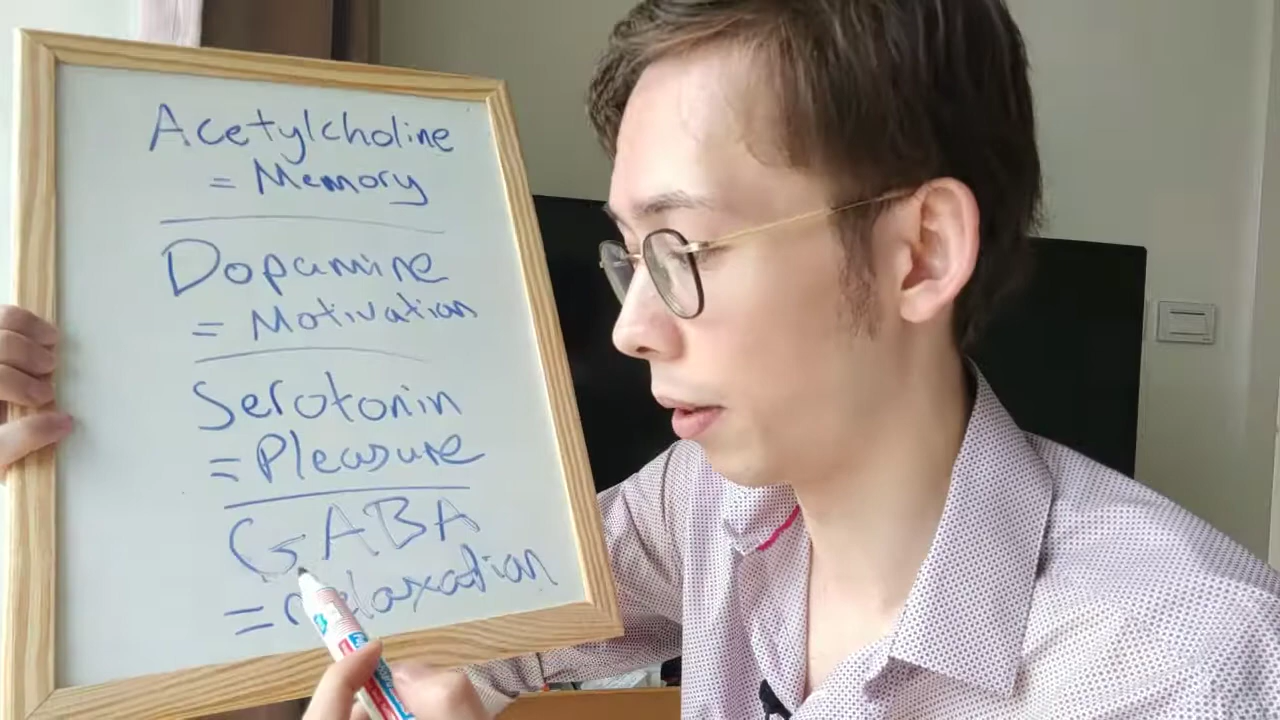 Acetylcholine
= Memory
Dopamine
= Motivation
Serotonin
= Pleasure
GABA
= relaxation